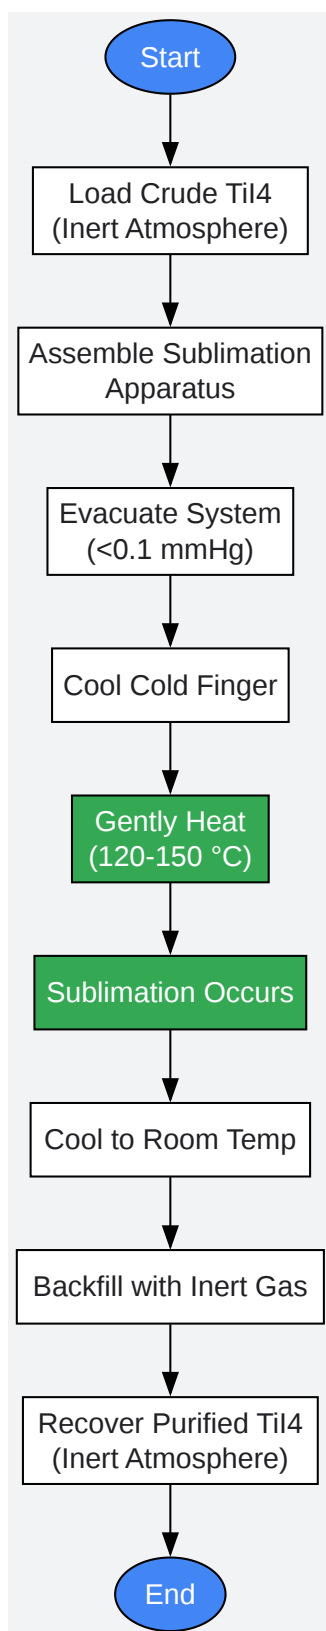 Start
Load Crude TiI4
(Inert Atmosphere)
Assemble Sublimation
Apparatus
Evacuate System
(<0.1 mmHg)
Cool Cold Finger
Gently Heat
(120-150 °C)
Sublimation Occurs
Cool to Room Temp
Backfill with Inert Gas
Recover Purified TiI4
(Inert Atmosphere)
End